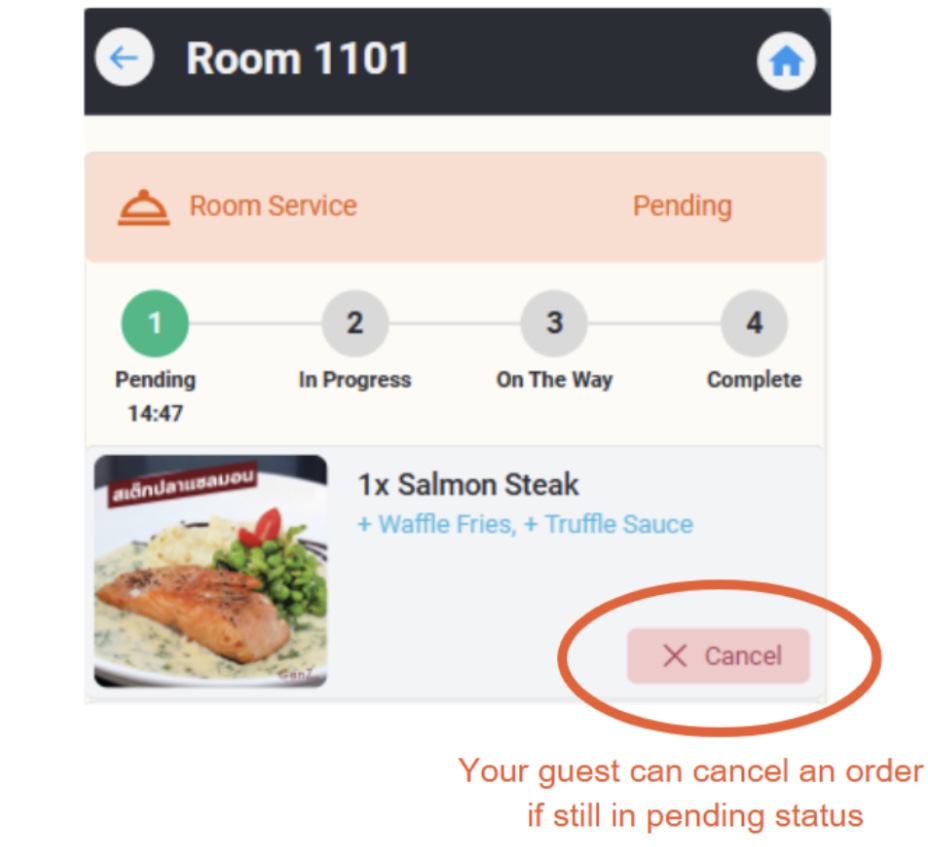 Room 1101
Room Service Pending
1 2 3 4
Pending In Progress On The Way Complete
14:47
สเต็กปลาแซลมอน
1x Salmon Steak
+ Waffle Fries, + Truffle Sauce
Cancel
Your guest can cancel an order
if still in pending status